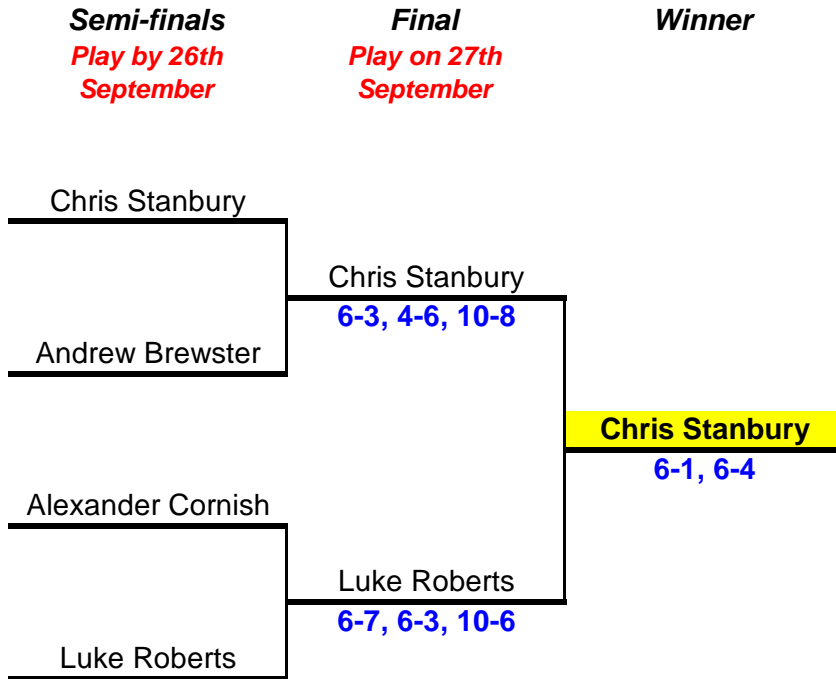 Semi-finals
Play by 26th
September
Final
Play on 27th
September
Winner
Chris Stanbury
Chris Stanbury
6-3, 4-6, 10-8
Andrew Brewster
Chris Stanbury
6-1, 6-4
Alexander Cornish
Luke Roberts
6-7, 6-3, 10-6
Luke Roberts